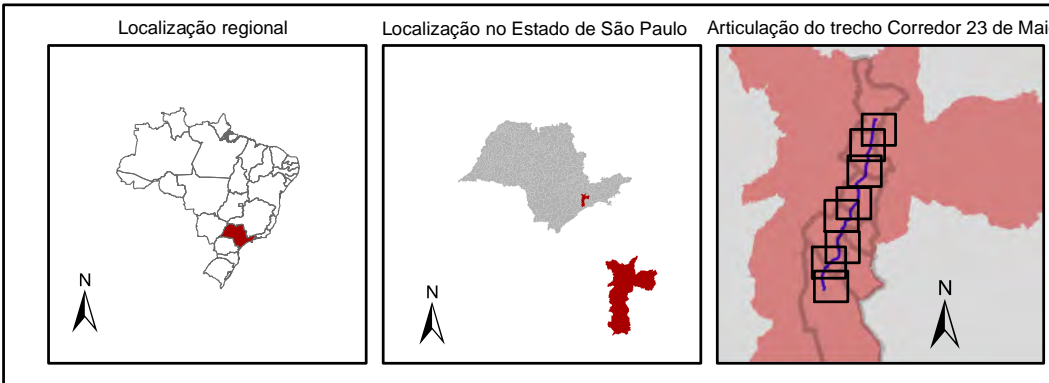 Localização regional
Localização no Estado de São Paulo
Articulação do trecho Corredor 23 de Mai
N
N
N